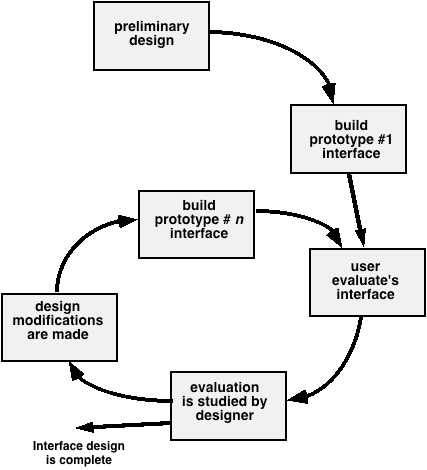 preliminary
design
build
prototype #1
interface
build
prototype # n
interface
user
evaluate's
interface
design
modifications
are made
evaluation
is studied by
designer
Interface design
is complete